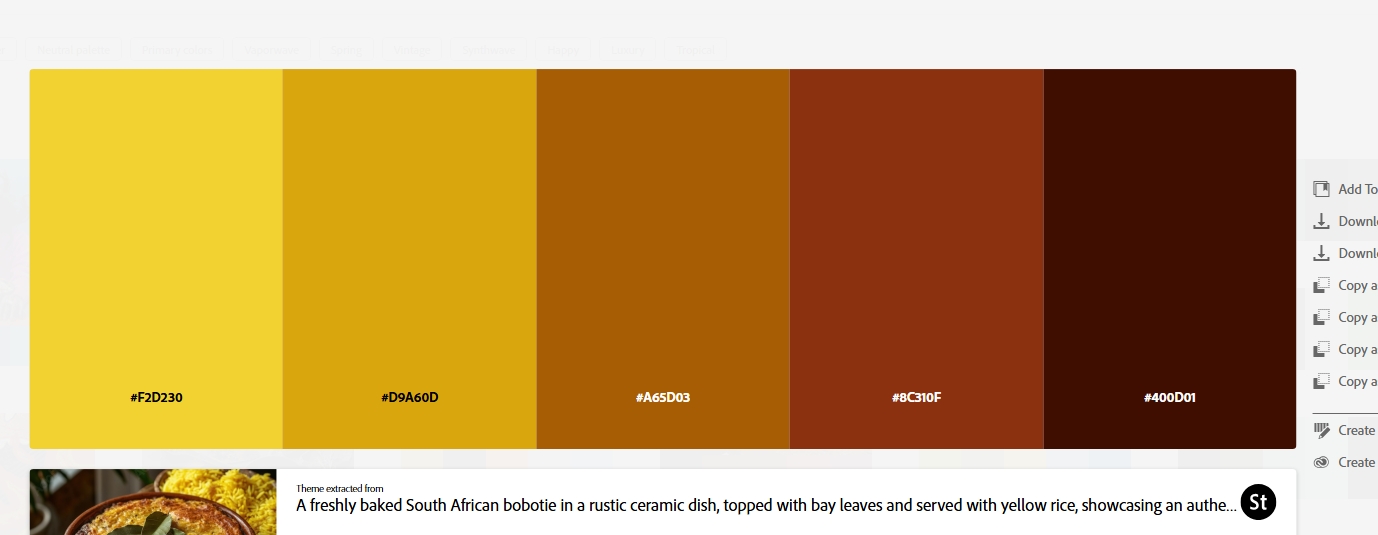 #F2D230
#D9A60D
#A65D03
#8C310F
#400D01
Add To
Downl
Downl
Copy a
Copy a
Copy a
Copy a
Create
Create
Theme extracted from
A freshly baked South African bobotie in a rustic ceramic dish, topped with bay leaves and served with yellow rice, showcasing an authe...
St